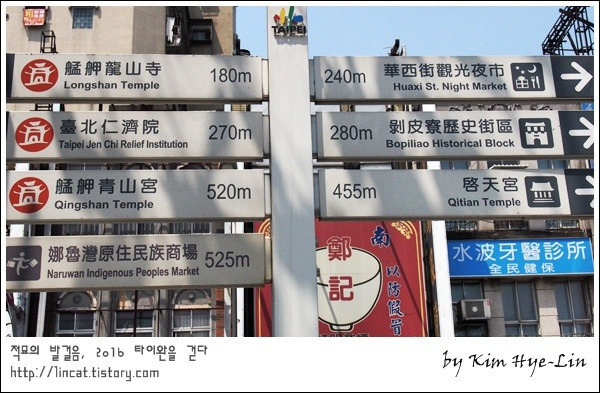 TAIPEI
艋舺龍山寺 180m
Longshan Temple
臺北仁濟院 270m
Taipei Jen Chi Relief Institution
艋舺青山宮 520m
Qingshan Temple
娜魯灣原住民族商場 525m
Naruwan Indigenous Peoples Market
240m 華西街觀光夜市
Huaxi St. Night Market
280m 剝皮寮歷史街區
Bopiliao Historical Block
455m 啓天宮
Qitian Temple
鄭記
南
以防假冒
水波牙醫診所
全民健保
적묘의 발걸음, 2016 타이완을 걷다
http://lincat.tistory.com
by Kim Hye-Lin